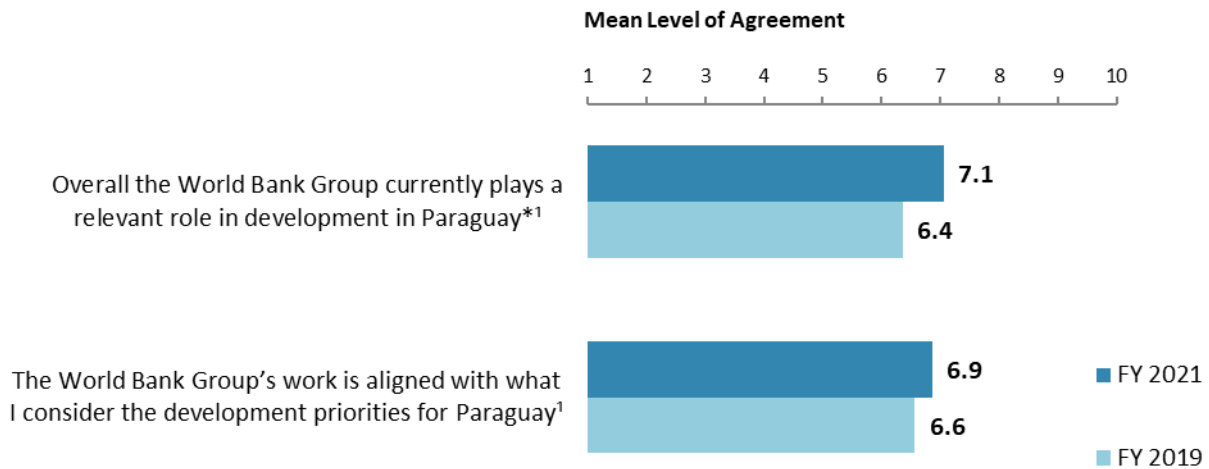 Mean Level of Agreement
1 2 3 4 5 6 7 8 9 10
Overall the World Bank Group currently plays a
relevant role in development in Paraguay*¹
7.1
6.4
The World Bank Group’s work is aligned with what
I consider the development priorities for Paraguay¹
6.9
6.6
FY 2021
FY 2019